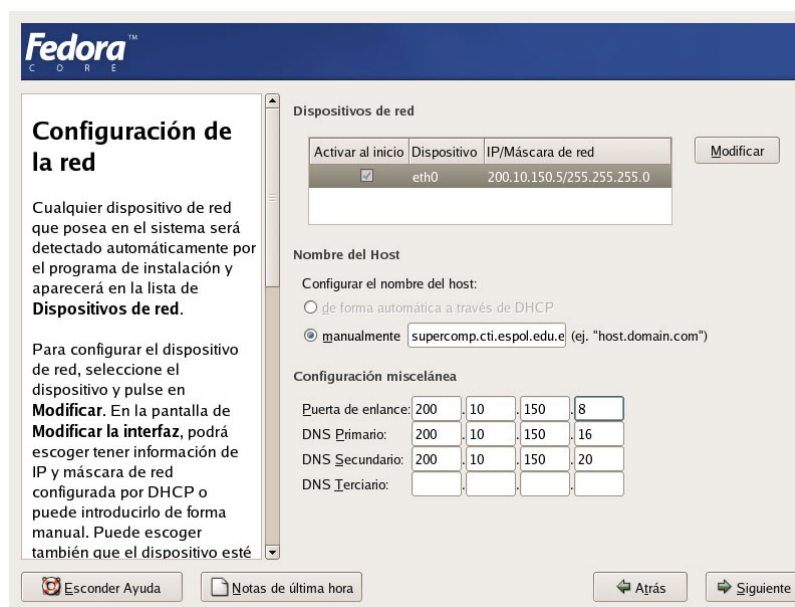 Fedora™
CORE
Configuración de
la red
Cualquier dispositivo de red
que posea en el sistema será
detectado automáticamente por
el programa de instalación y
aparecerá en la lista de
Dispositivos de red.
Para configurar el dispositivo
de red, seleccione el
dispositivo y pulse en
Modificar. En la pantalla de
Modificar la interfaz, podrá
escoger tener información de
IP y máscara de red
configurada por DHCP o
puede introducirlo de forma
manual. Puede escoger
también que el dispositivo esté
Dispositivos de red
Activar al inicio Dispositivo IP/Máscara de red
eth0 200.10.150.5/255.255.255.0
Modificar
Nombre del Host
Configurar el nombre del host:
de forma automática a través de DHCP
manualmente supercomp.cti.espol.edu.e (ej. "host.domain.com")
Configuración miscelánea
Puerta de enlance: 200 . 10 . 150 . 8
DNS Primario: 200 . 10 . 150 . 16
DNS Secundario: 200 . 10 . 150 . 20
DNS Terciario: . . .
Esconder Ayuda Notas de última hora Atrás Siguiente